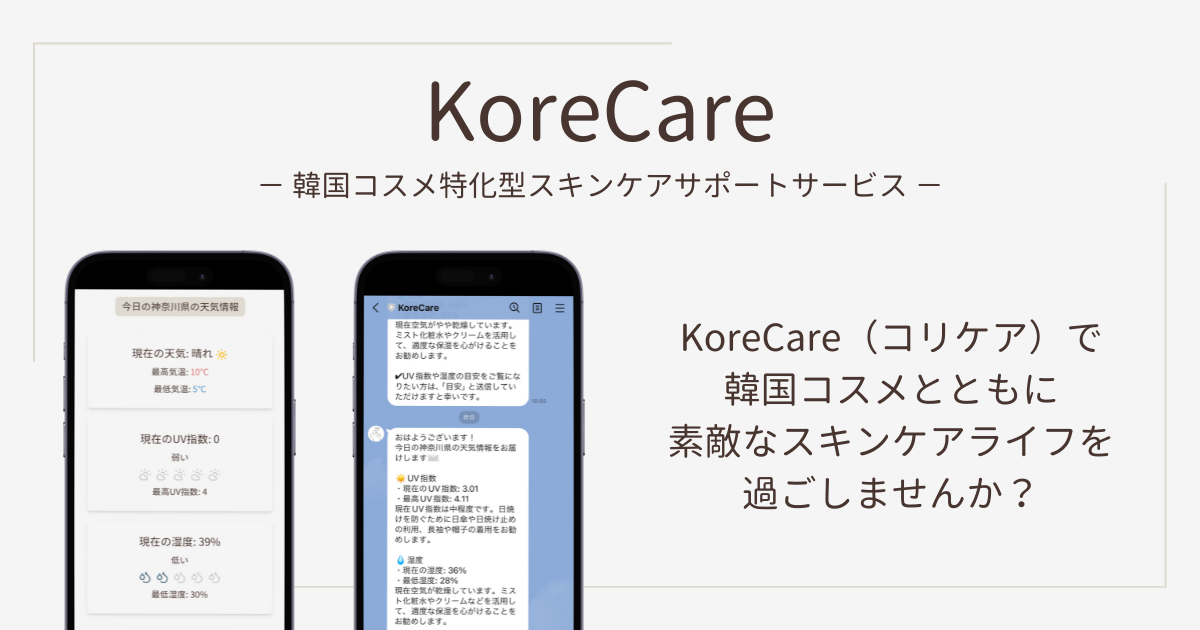 KoreCare
― 韓国コスメ特化型スキンケアサポートサービス ―
今日の神奈川県の天気情報
現在の天気: 晴れ
最高気温: 10℃
最低気温: 5℃
現在のUV指数: 0
弱い
最高UV指数: 4
現在の湿度: 39%
低い
最低湿度: 30%
KoreCare
現在空気がやや乾燥しています。
ミスト化粧水やクリームを活用し
て、適度な保湿を心がけることを
お勧めします。
✔UV指数や湿度の目安をご覧にな
りたい方は、「目安」と送信してい
ただけますと幸いです。
10:00
昨日
おはようございます！
今日の神奈川県の天気情報をお届
けします
UV指数
・現在のUV指数: 3.01
・最高UV指数: 4.11
現在UV指数は中程度です。日焼
けを防ぐために日傘や日焼け止め
の利用、長袖や帽子の着用をお勧
めします。
湿度
・現在の湿度: 36%
・最低湿度: 28%
現在空気が乾燥しています。ミス
ト化粧水やクリームなどを活用し
て、適度な保湿を心がけることを
お勧めします。
KoreCare（コリケア）で
韓国コスメとともに
素敵なスキンケアライフを
過ごしませんか？